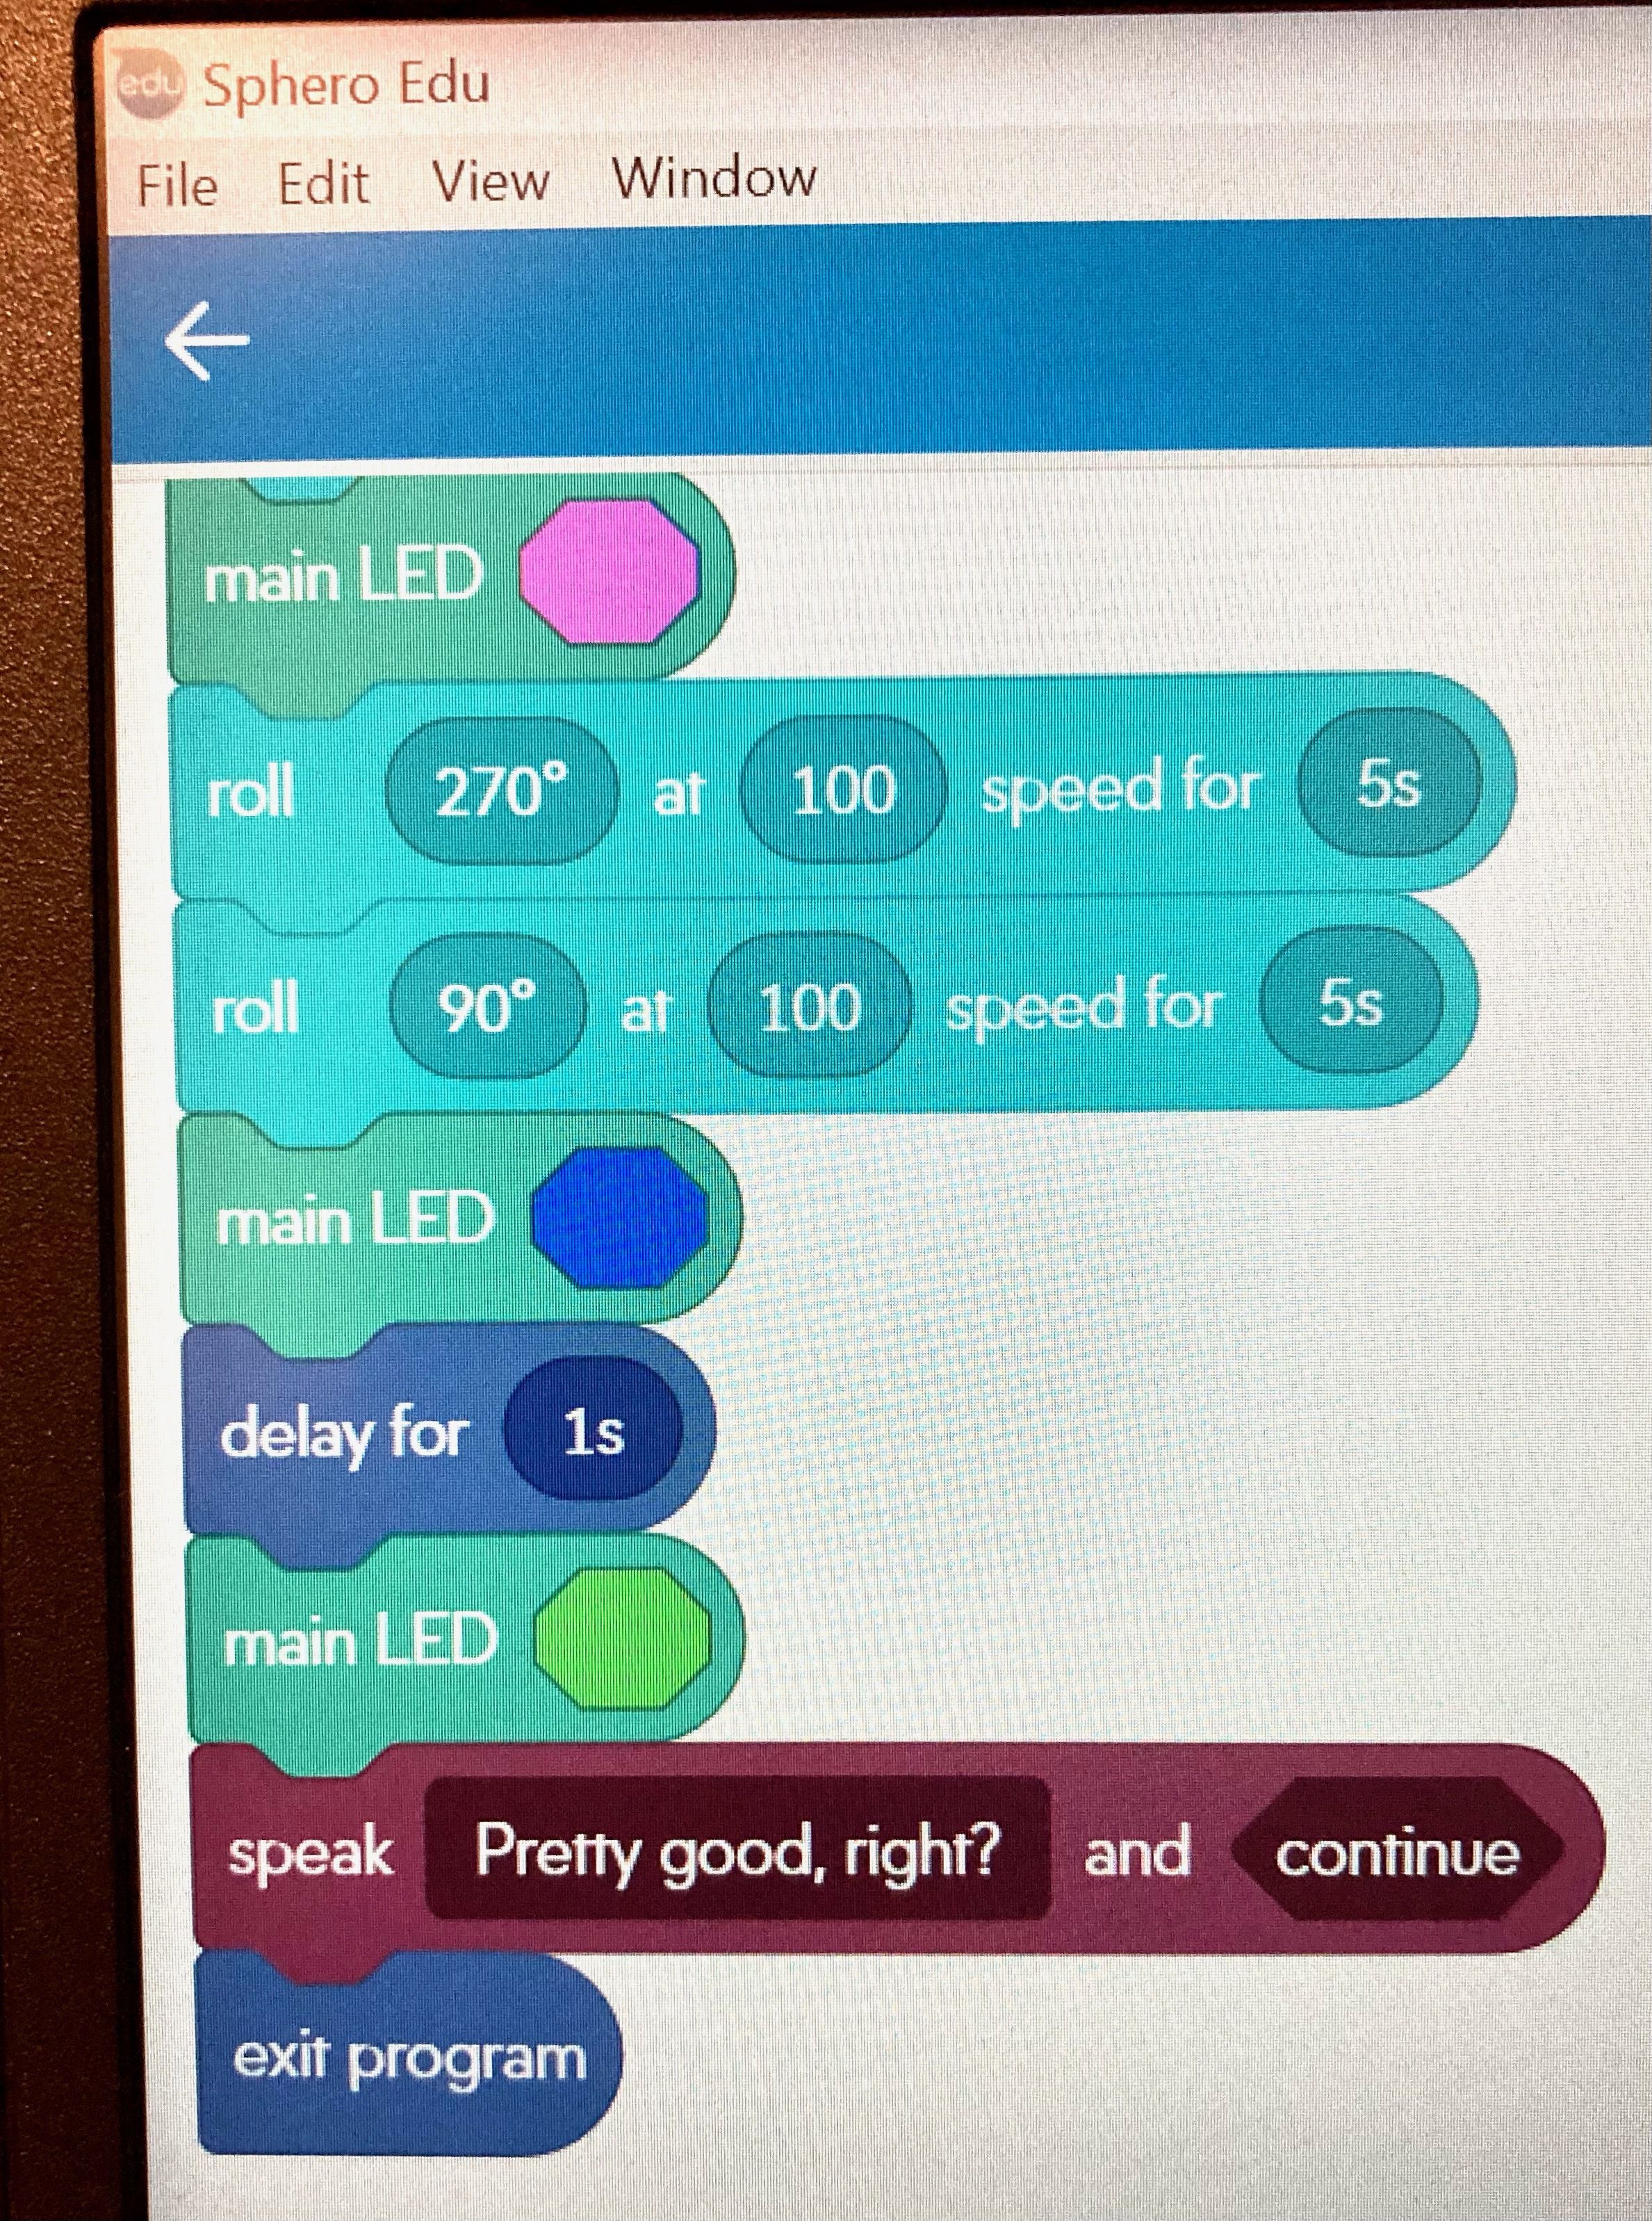 edu Sphero Edu
File Edit View Window
main LED
roll 270° at 100 speed for 5s
roll 90° at 100 speed for 5s
main LED
delay for 1s
main LED
speak Pretty good, right? and continue
exit program